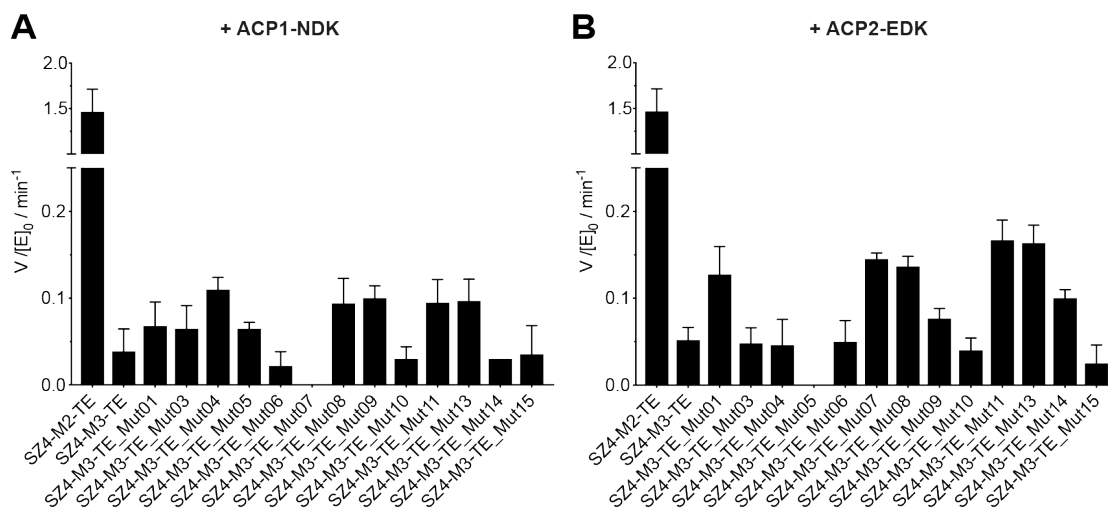 A
+ ACP1-NDK
2.0
1.5
0.2
0.1
0.0
V /[E]0 / min-1
SZ4-M2-TE
SZ4-M3-TE
SZ4-M3-TE_Mut01
SZ4-M3-TE_Mut03
SZ4-M3-TE_Mut04
SZ4-M3-TE_Mut05
SZ4-M3-TE_Mut06
SZ4-M3-TE_Mut07
SZ4-M3-TE_Mut08
SZ4-M3-TE_Mut09
SZ4-M3-TE_Mut10
SZ4-M3-TE_Mut11
SZ4-M3-TE_Mut13
SZ4-M3-TE_Mut14
SZ4-M3-TE_Mut15
B
+ ACP2-EDK
2.0
1.5
0.2
0.1
0.0
V /[E]0 / min-1
SZ4-M2-TE
SZ4-M3-TE
SZ4-M3-TE_Mut01
SZ4-M3-TE_Mut03
SZ4-M3-TE_Mut04
SZ4-M3-TE_Mut05
SZ4-M3-TE_Mut06
SZ4-M3-TE_Mut07
SZ4-M3-TE_Mut08
SZ4-M3-TE_Mut09
SZ4-M3-TE_Mut10
SZ4-M3-TE_Mut11
SZ4-M3-TE_Mut13
SZ4-M3-TE_Mut14
SZ4-M3-TE_Mut15